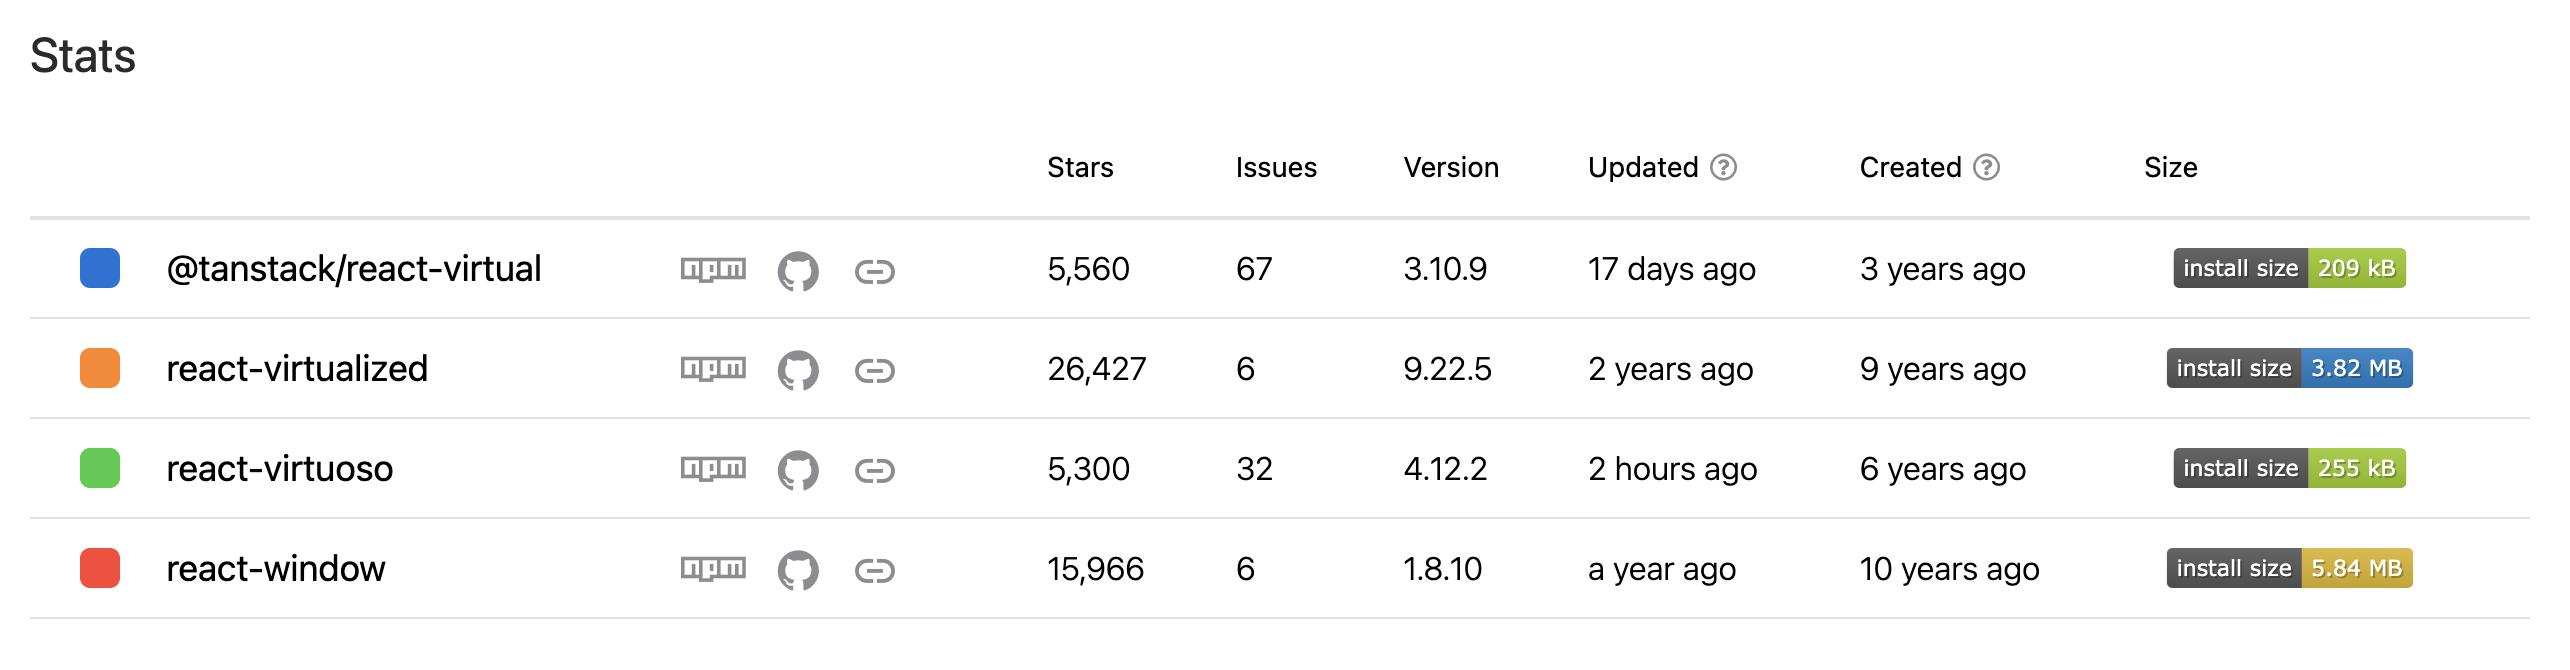 Stats
Stars Issues Version Updated ? Created ? Size
@tanstack/react-virtual npm 5,560 67 3.10.9 17 days ago 3 years ago install size 209 kB
react-virtualized npm 26,427 6 9.22.5 2 years ago 9 years ago install size 3.82 MB
react-virtuoso npm 5,300 32 4.12.2 2 hours ago 6 years ago install size 255 kB
react-window npm 15,966 6 1.8.10 a year ago 10 years ago install size 5.84 MB